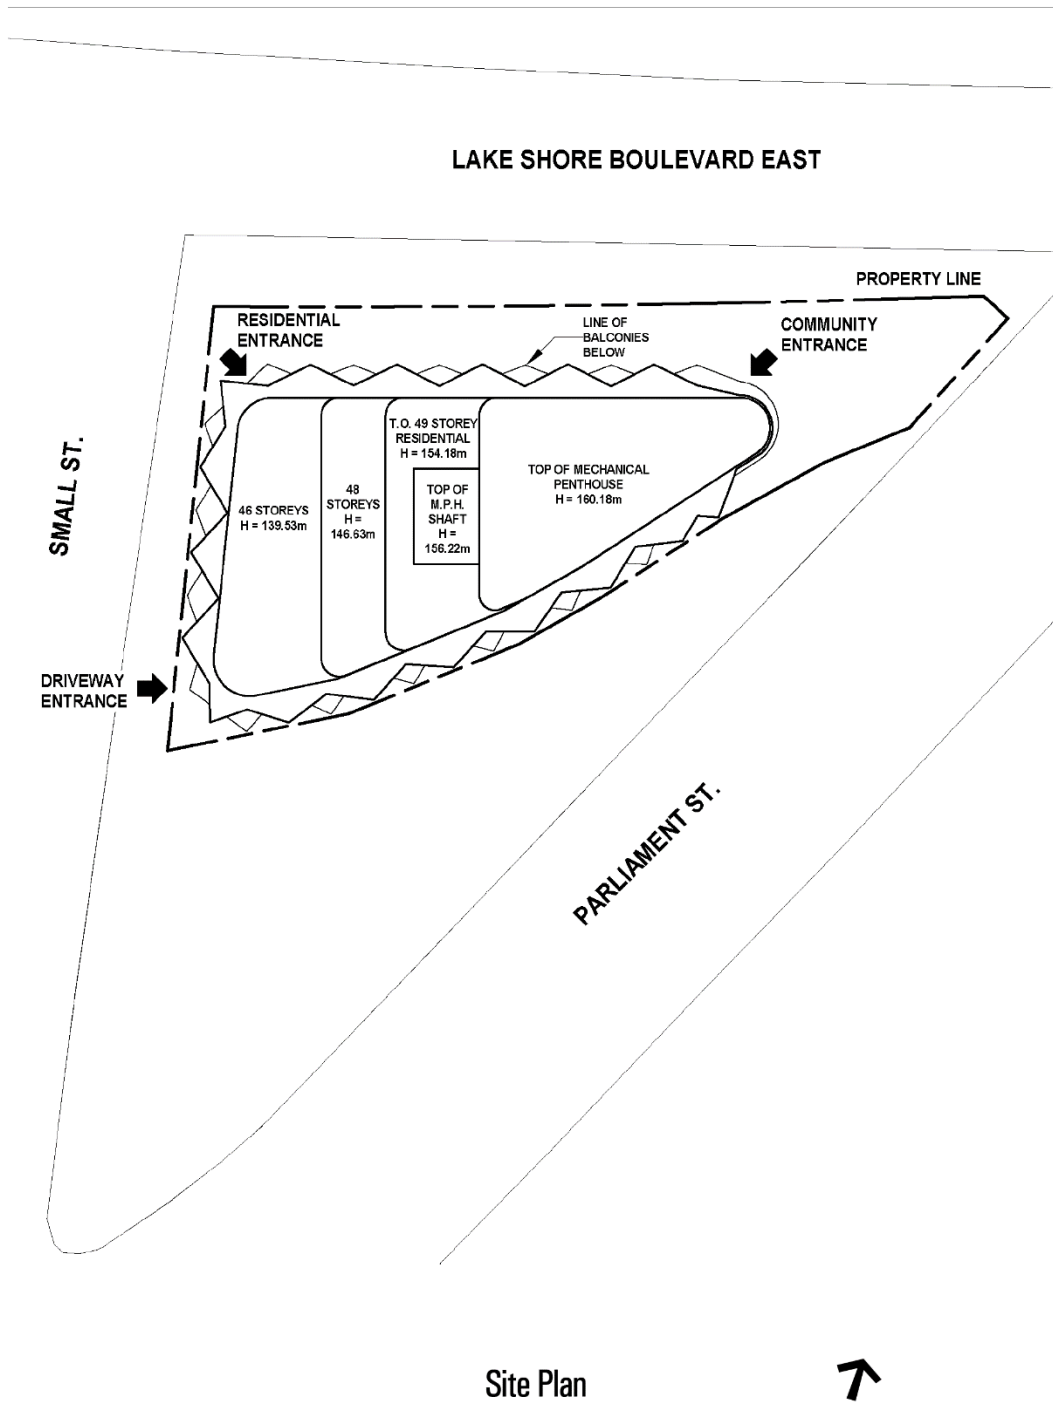 LAKE SHORE BOULEVARD EAST
PROPERTY LINE
RESIDENTIAL
ENTRANCE
LINE OF
BALCONIES
BELOW
COMMUNITY
ENTRANCE
T.O. 49 STOREY
RESIDENTIAL
H = 154.18m
TOP OF MECHANICAL
PENTHOUSE
H = 160.18m
48
STOREYS
H =
146.63m
TOP OF
M.P.H.
SHAFT
H =
156.22m
46 STOREYS
H = 139.53m
SMALL ST.
DRIVEWAY
ENTRANCE
PARLIAMENT ST.
Site Plan